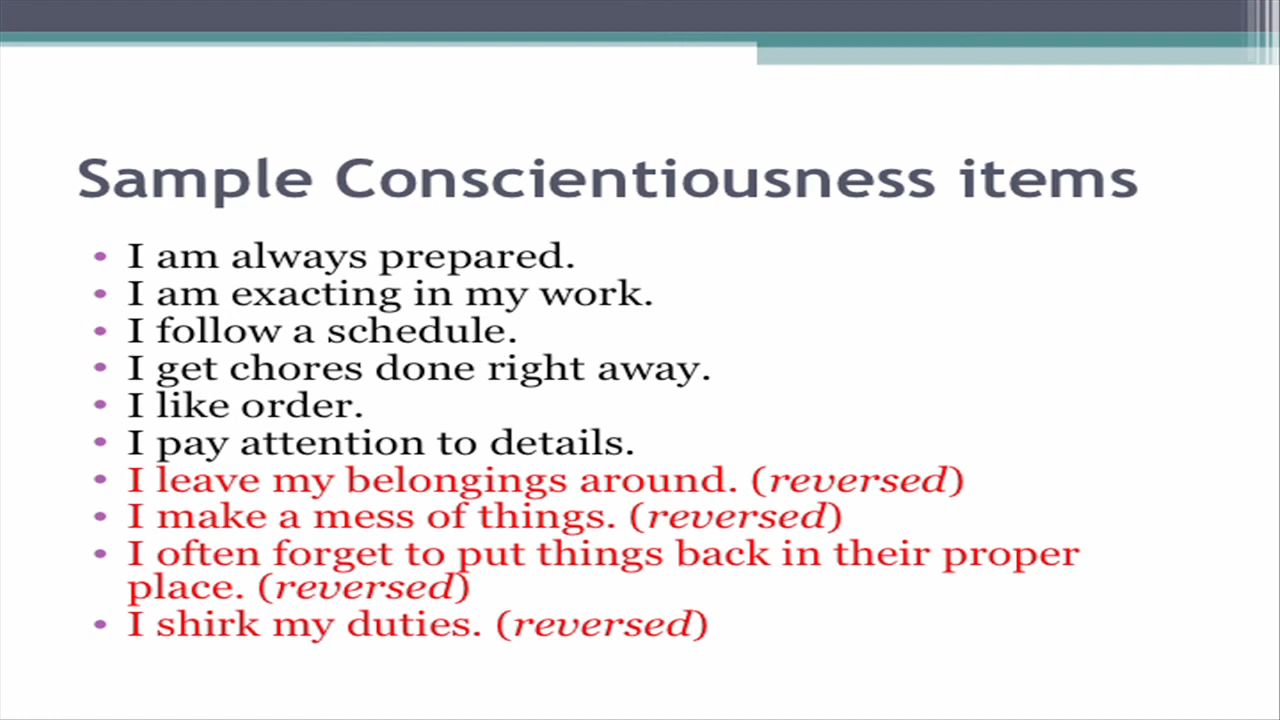 Sample Conscientiousness items
• I am always prepared.
• I am exacting in my work.
• I follow a schedule.
• I get chores done right away.
• I like order.
• I pay attention to details.
• I leave my belongings around. (reversed)
• I make a mess of things. (reversed)
• I often forget to put things back in their proper
place. (reversed)
• I shirk my duties. (reversed)